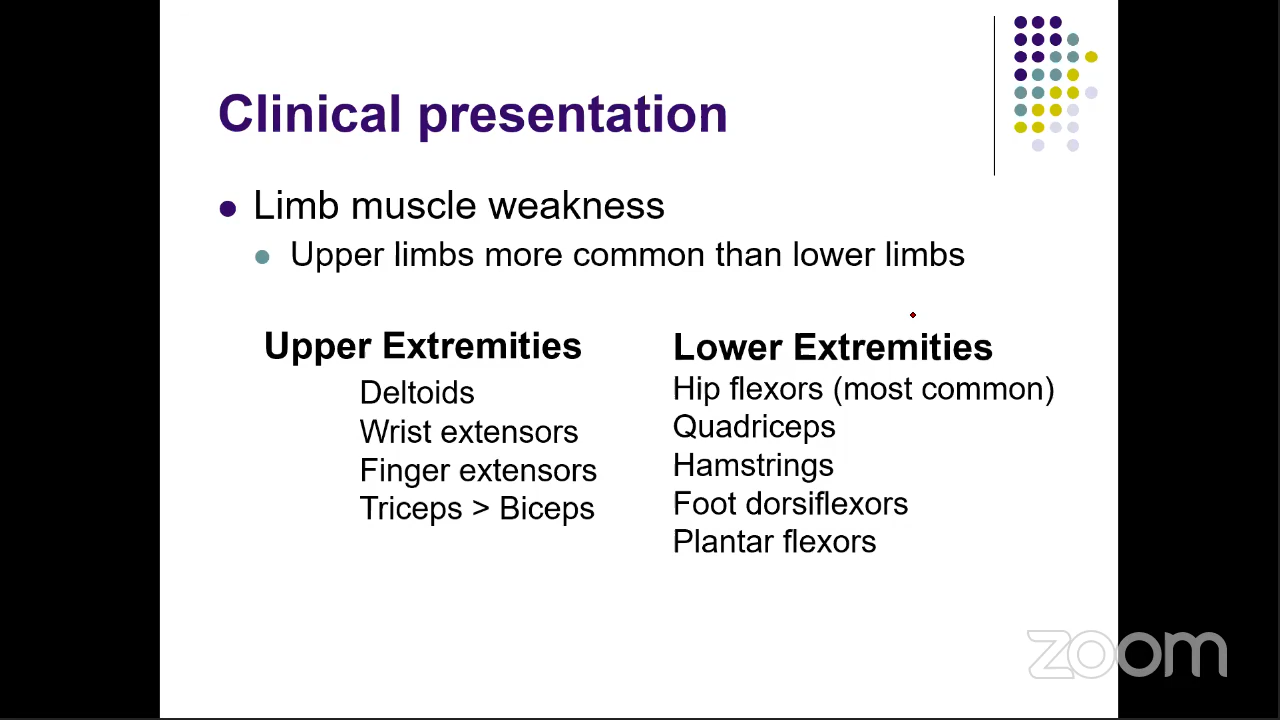 Clinical presentation
Limb muscle weakness
Upper limbs more common than lower limbs
Upper Extremities
Deltoids
Wrist extensors
Finger extensors
Triceps > Biceps
Lower Extremities
Hip flexors (most common)
Quadriceps
Hamstrings
Foot dorsiflexors
Plantar flexors
zoom